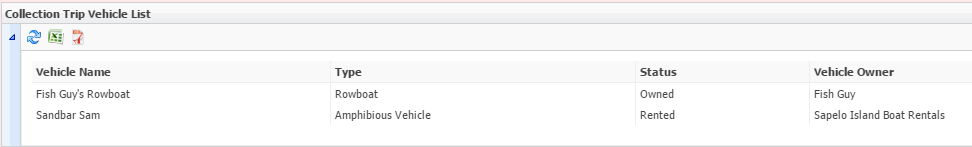 Collection Trip Vehicle List
Vehicle Name Type Status Vehicle Owner
Fish Guy's Rowboat Rowboat Owned Fish Guy
Sandbar Sam Amphibious Vehicle Rented Sapelo Island Boat Rentals